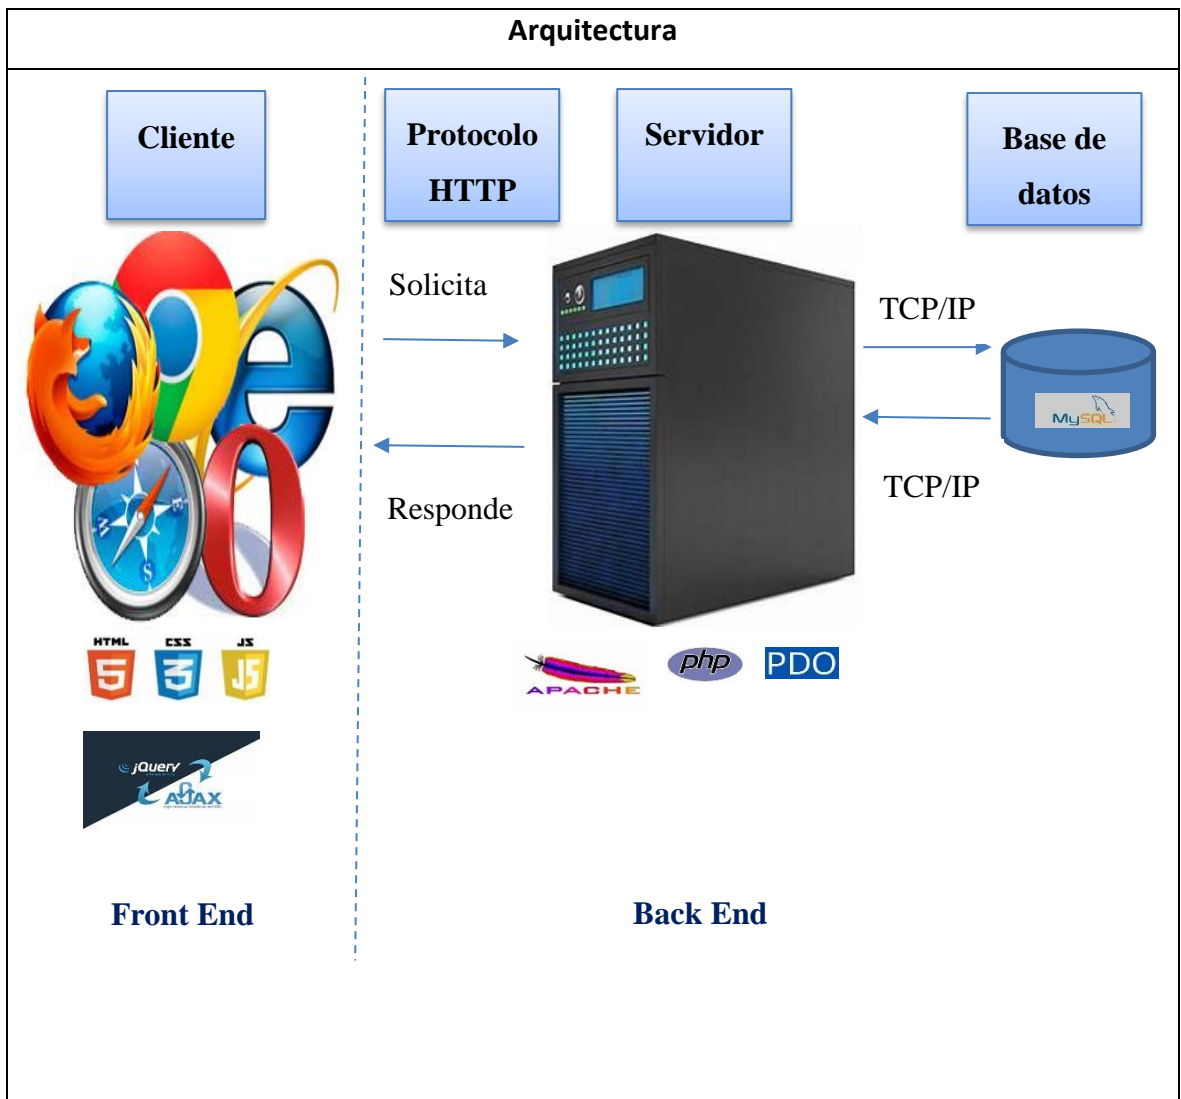 Arquitectura
Cliente
Protocolo
HTTP
Servidor
Base de
datos
Solicita
Responde
TCP/IP
TCP/IP
MySQL
W
E
S
HTML
5
CSS
3
JS
JS
jQuery
AJAX
APACHE
php
PDO
Front End
Back End